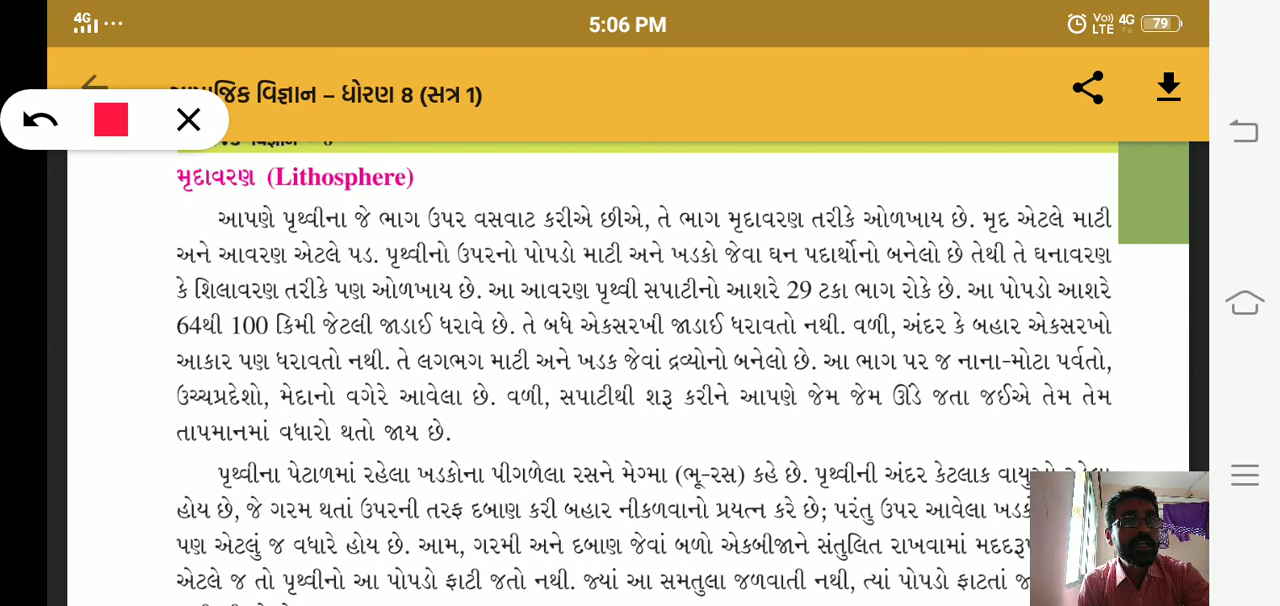 4G
5:06 PM
Vo)) LTE 4G 79
વિજ્ઞાન – ધોરણ 8 (સત્ર 1)
મૃદાવરણ (Lithosphere)
આપણે પૃથ્વીના જે ભાગ ઉપર વસવાટ કરીએ છીએ, તે ભાગ મૃદાવરણ તરીકે ઓળખાય છે. મૃદ એટલે માટી
અને આવરણ એટલે પડ. પૃથ્વીનો ઉપરનો પોપડો માટી અને ખડકો જેવા ઘન પદાર્થોનો બનેલો છે તેથી તે ઘનાવરણ
કે શિલાવરણ તરીકે પણ ઓળખાય છે. આ આવરણ પૃથ્વી સપાટીનો આશરે 29 ટકા ભાગ રોકે છે. આ પોપડો આશરે
64થી 100 કિમી જેટલી જાડાઈ ધરાવે છે. તે બધે એકસરખી જાડાઈ ધરાવતો નથી. વળી, અંદર કે બહાર એકસરખો
આકાર પણ ધરાવતો નથી. તે લગભગ માટી અને ખડક જેવાં દ્રવ્યોનો બનેલો છે. આ ભાગ પર જ નાના-મોટા પર્વતો,
ઉચ્ચપ્રદેશો, મેદાનો વગેરે આવેલા છે. વળી, સપાટીથી શરૂ કરીને આપણે જેમ જેમ ઊંડે જતા જઈએ તેમ તેમ
તાપમાનમાં વધારો થતો જાય છે.
પૃથ્વીના પેટાળમાં રહેલા ખડકોના પીગળેલા રસને મેગ્મા (ભૂ-રસ) કહે છે. પૃથ્વીની અંદર કેટલાક
હોય છે, જે ગરમ થતાં ઉપરની તરફ દબાણ કરી બહાર નીકળવાનો પ્રયત્ન કરે છે; પરંતુ ઉપર આવેલા
પણ એટલું જ વધારે હોય છે. આમ, ગરમી અને દબાણ જેવાં બળો એકબીજાને સંતુલિત રાખવામાં
એટલે જ તો પૃથ્વીનો આ પોપડો ફાટી જતો નથી. જ્યાં આ સમતુલા જળવાતી નથી, ત્યાં પોપડો ફાટતાં